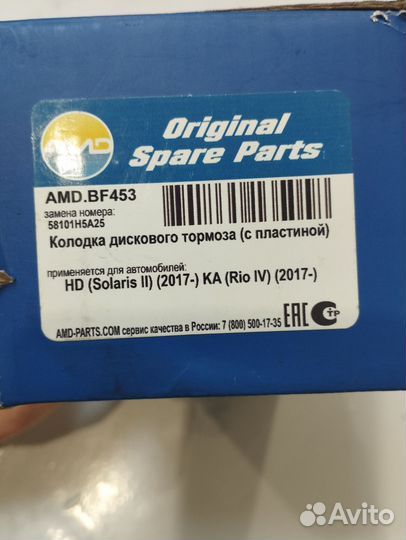 AMD
Original
Spare Parts
AMD.BF453
замена номера:
58101H5A25
Колодка дискового тормоза (с пластиной)
применяется для автомобилей:
HD (Solaris II) (2017-) KA (Rio IV) (2017-)
AMD-PARTS.COM сервис качества в России: 7 (800) 500-17-35 EAC СТР
Avito